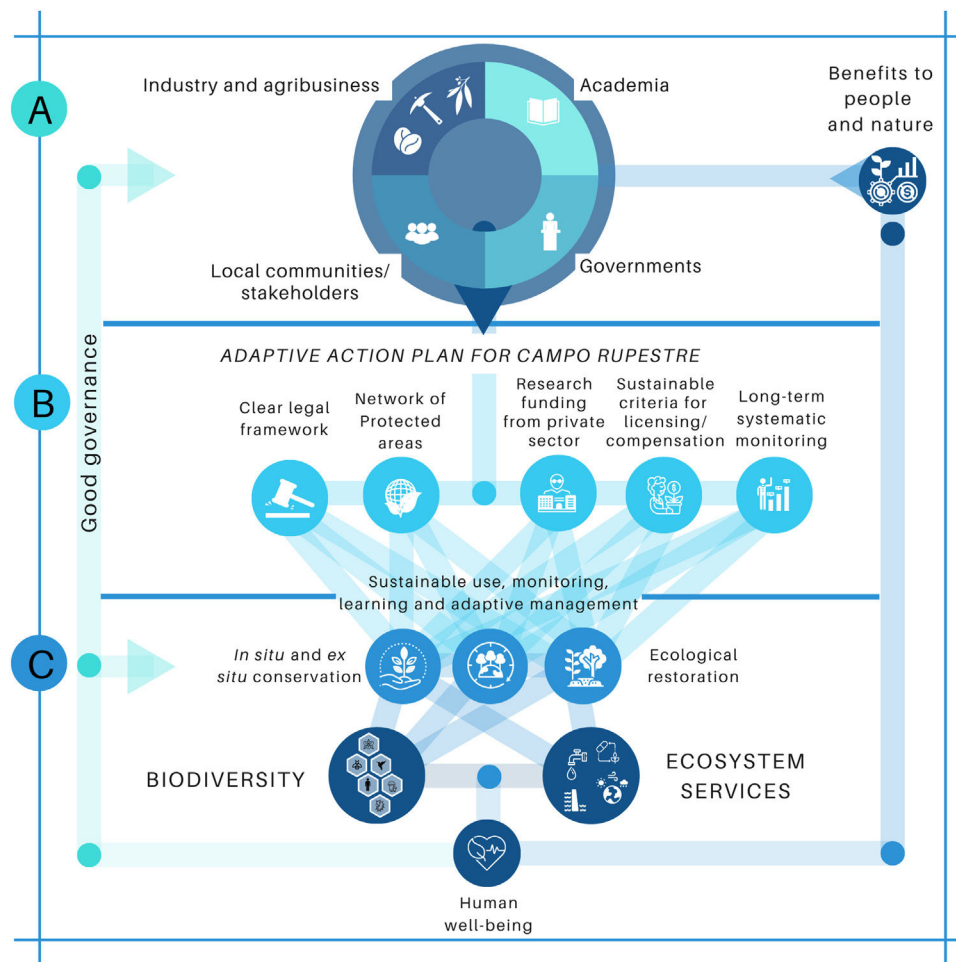 A
Industry and agribusiness
Academia
Benefits to
people
and nature
Local communities/
stakeholders
Governments
Good governance
B
ADAPTIVE ACTION PLAN FOR CAMPO RUPESTRE
Clear legal
framework
Network of
Protected
areas
Research
funding
from private
sector
Sustainable
criteria for
licensing/
compensation
Long-term
systematic
monitoring
Sustainable use, monitoring,
learning and adaptive management
C
In situ and ex
situ conservation
Ecological
restoration
BIODIVERSITY
ECOSYSTEM
SERVICES
Human
well-being